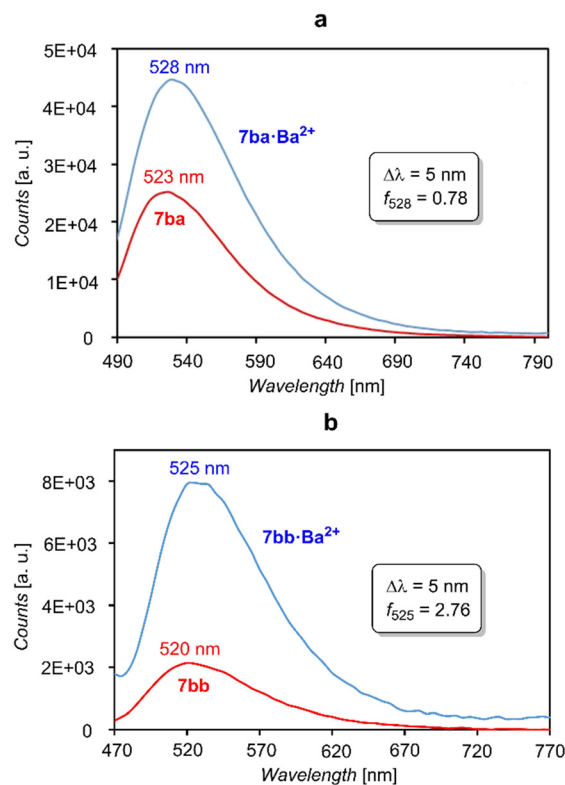 a
5E+04
4E+04
3E+04
2E+04
1E+04
0
Counts [a. u.]
528 nm
7ba·Ba²⁺
523 nm
7ba
Δλ = 5 nm
f₅₂₈ = 0.78
490 540 590 640 690 740 790
Wavelength [nm]
b
8E+03
6E+03
4E+03
2E+03
0
Counts [a. u.]
525 nm
7bb·Ba²⁺
520 nm
7bb
Δλ = 5 nm
f₅₂₅ = 2.76
470 520 570 620 670 720 770
Wavelength [nm]